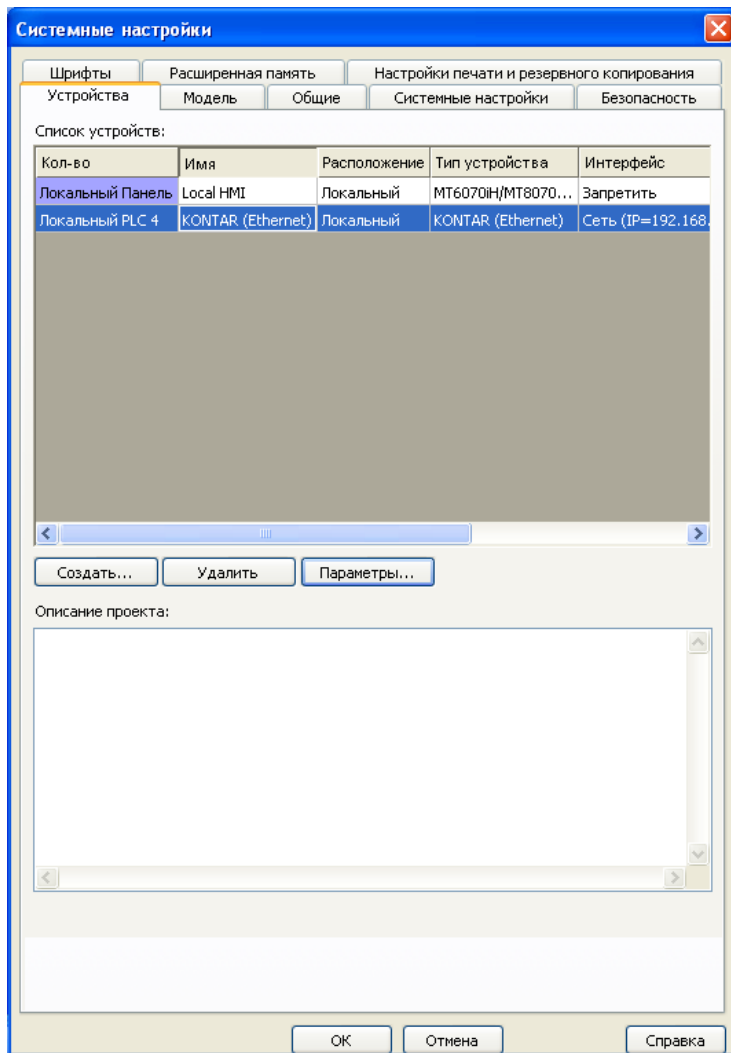 Системные настройки
Шрифты Расширенная память Настройки печати и резервного копирования
Устройства Модель Общие Системные настройки Безопасность
Список устройств:
Кол-во Имя Расположение Тип устройства Интерфейс
Локальный Панель Local HMI Локальный MT6070iH/MT8070... Запретить
Локальный PLC 4 KONTAR (Ethernet) Локальный KONTAR (Ethernet) Сеть (IP=192.168.
Создать... Удалить Параметры...
Описание проекта:
OK Отмена Справка